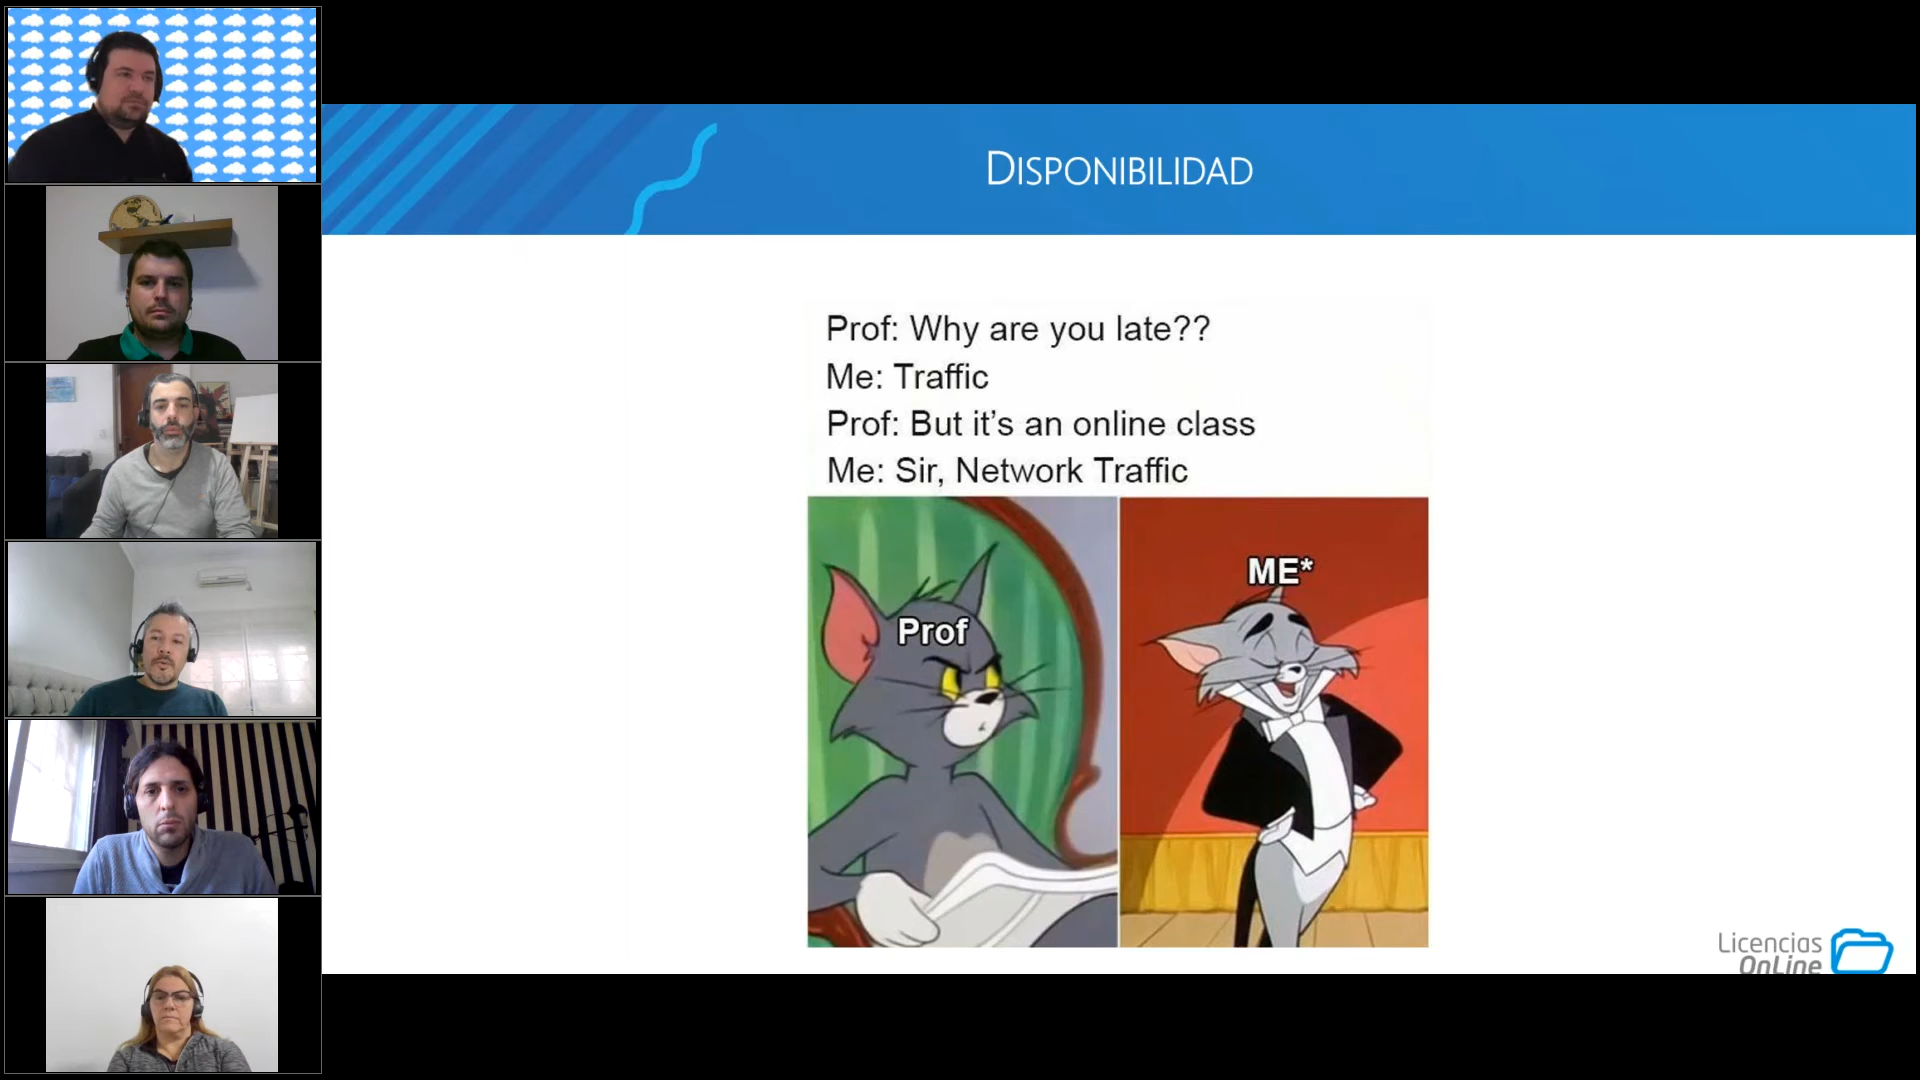 DISPONIBILIDAD
Prof: Why are you late??
Me: Traffic
Prof: But it's an online class
Me: Sir, Network Traffic
Prof
ME*
Licencias
OnLine